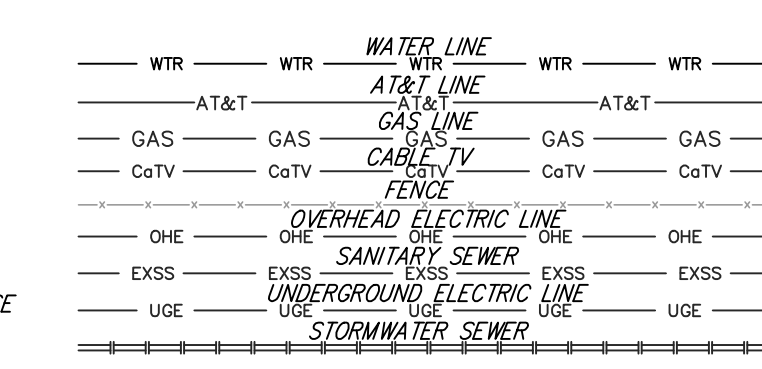 WATER LINE
WTR WTR WTR WTR WTR
AT&T LINE
AT&T AT&T AT&T
GAS LINE
GAS GAS GAS GAS GAS
CABLE TV
CaTV CaTV CaTV CaTV CaTV
FENCE
x x x x x x x x x x x x x x x
OVERHEAD ELECTRIC LINE
OHE OHE OHE OHE OHE
SANITARY SEWER
EXSS EXSS EXSS EXSS EXSS
UNDERGROUND ELECTRIC LINE
UGE UGE UGE UGE UGE
STORMWATER SEWER